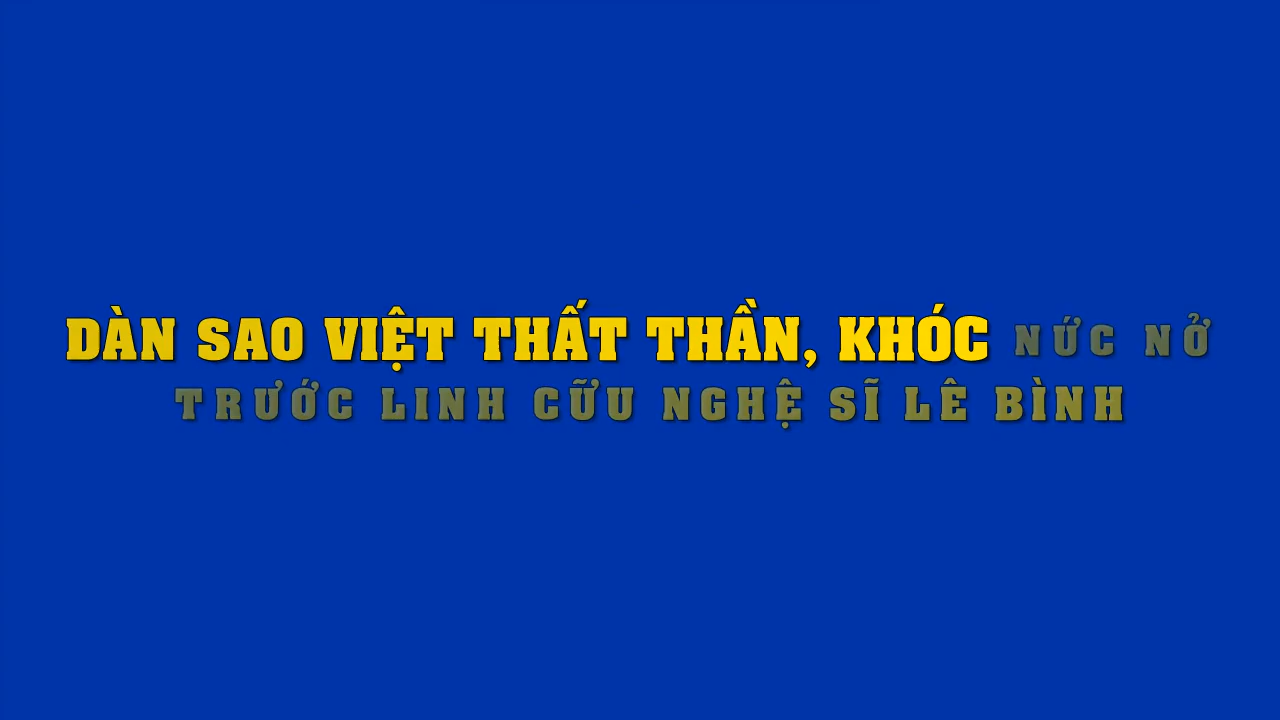 DÀN SAO VIỆT THẤT THẦN, KHÓC NỨC NỞ
TRƯỚC LINH CỮU NGHỆ SĨ LÊ BÌNH